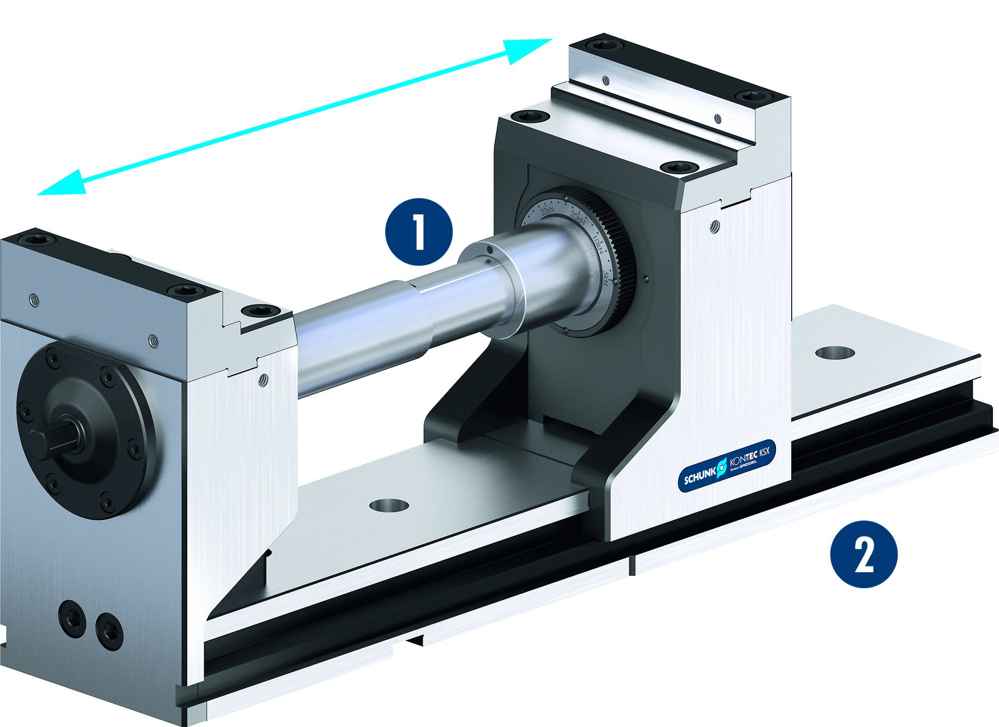 1
30kN
20kN
10kN
5kN
SCHUNK
KONTEC KSX
System GRESSEL
2